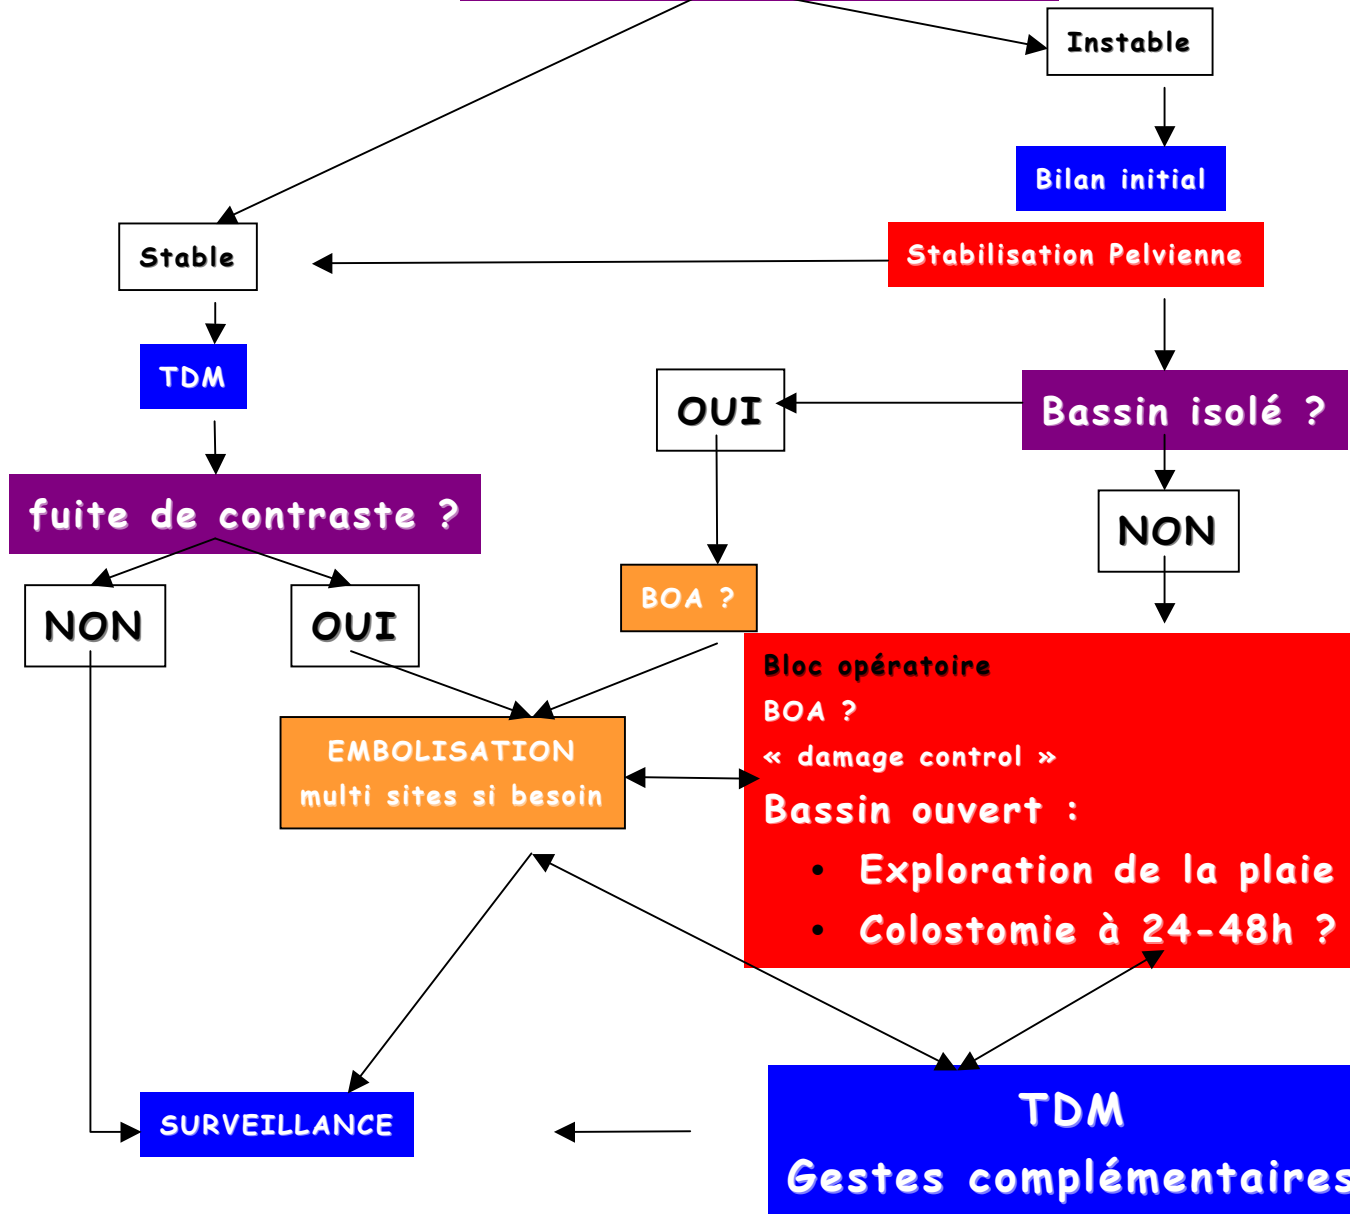 Instable
Bilan initial
Stabilisation Pelvienne
Stable
TDM
OUI
Bassin isolé ?
fuite de contraste ?
NON
NON
OUI
BOA ?
Bloc opératoire
BOA ?
« damage control »
Bassin ouvert :
• Exploration de la plaie
• Colostomie à 24-48h ?
EMBOLISATION
multi sites si besoin
SURVEILLANCE
TDM
Gestes complémentaires